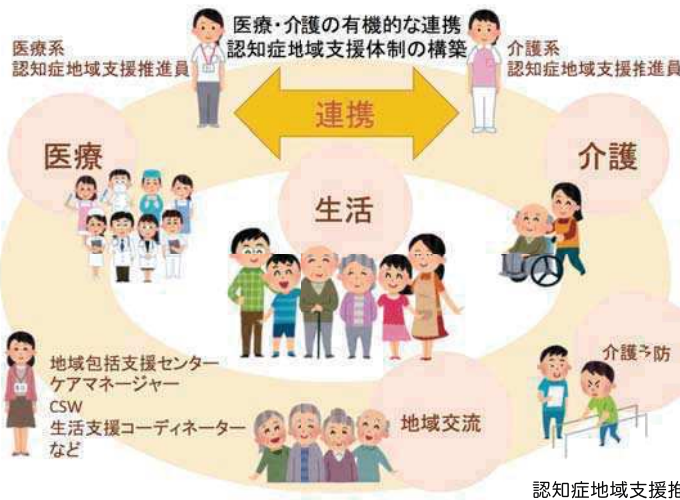 医療・介護の有機的な連携
認知症地域支援体制の構築
医療系
認知症地域支援推進員
介護系
認知症地域支援推進員
連携
医療
介護
生活
介護予防
地域包括支援センター
ケアマネージャー
CSW
生活支援コーディネーター
など
地域交流
認知症地域支援推